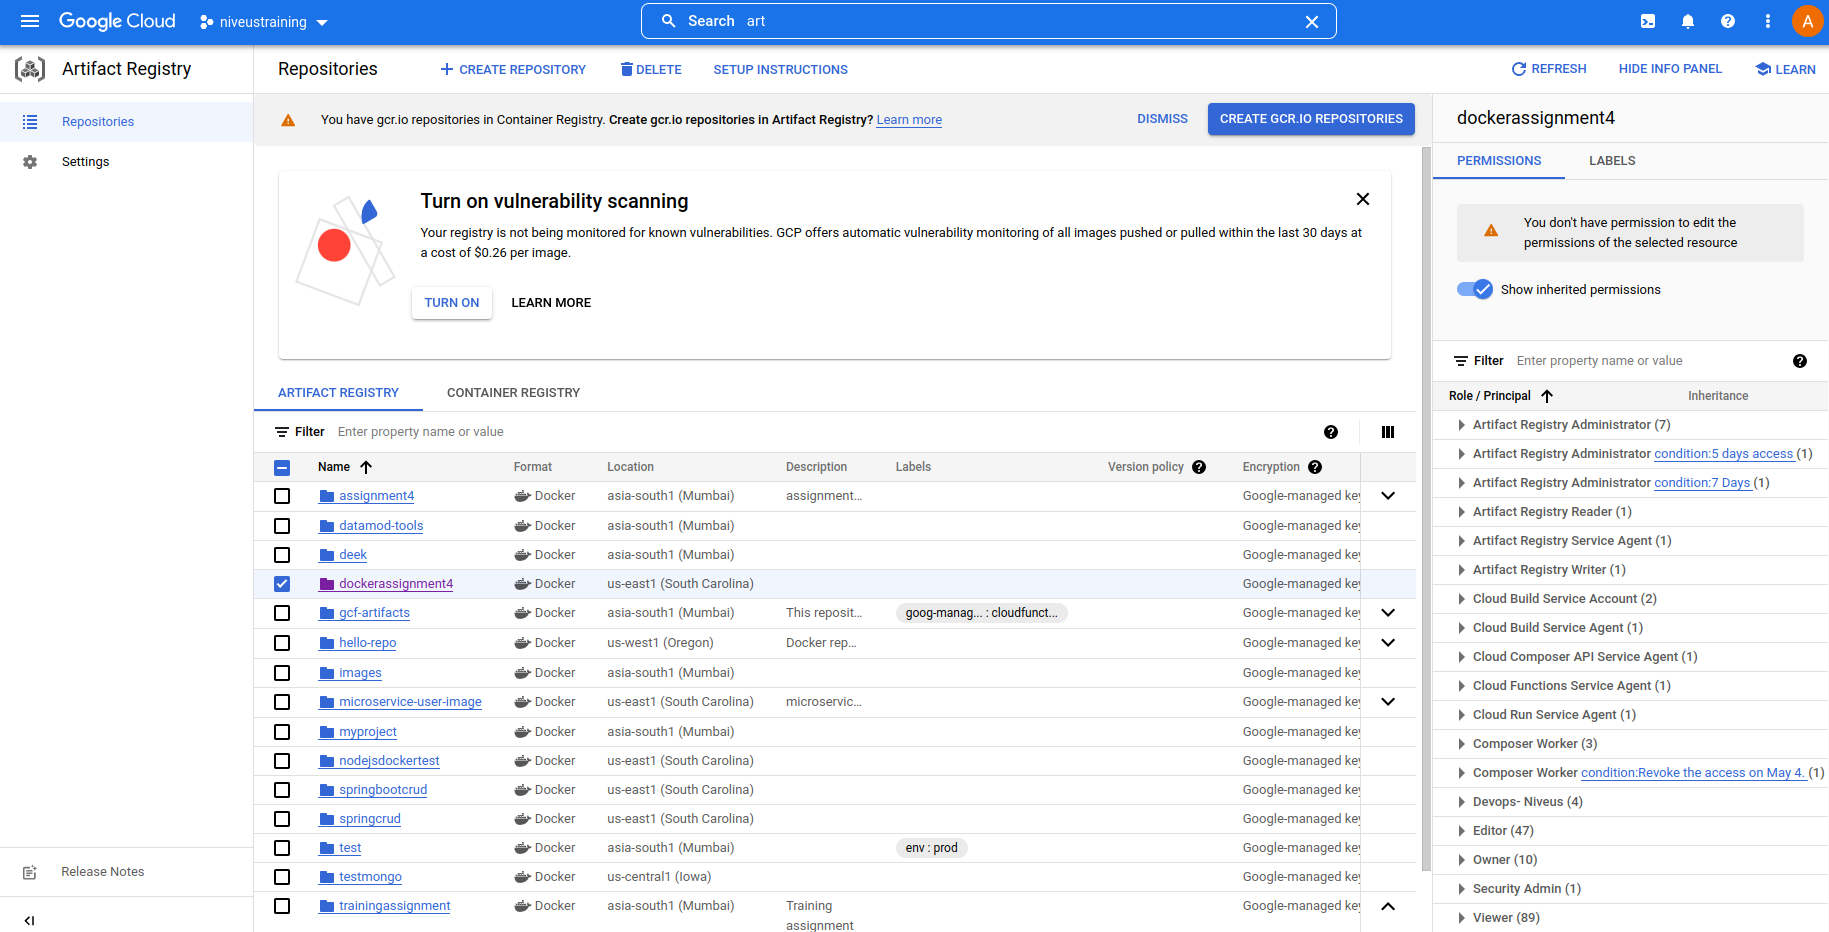 Google Cloud
niveustraining
Search art
A
Artifact Registry
Repositories
CREATE REPOSITORY
DELETE
SETUP INSTRUCTIONS
REFRESH
HIDE INFO PANEL
LEARN
Repositories
Settings
Release Notes
You have gcr.io repositories in Container Registry. Create gcr.io repositories in Artifact Registry? Learn more
DISMISS
CREATE GCR.IO REPOSITORIES
Turn on vulnerability scanning
Your registry is not being monitored for known vulnerabilities. GCP offers automatic vulnerability monitoring of all images pushed or pulled within the last 30 days at
a cost of $0.26 per image.
TURN ON
LEARN MORE
ARTIFACT REGISTRY
CONTAINER REGISTRY
Filter Enter property name or value
Name Format Location Description Labels Version policy Encryption
assignment4 Docker asia-south1 (Mumbai) assignment... Google-managed key
datamod-tools Docker asia-south1 (Mumbai) Google-managed key
deek Docker asia-south1 (Mumbai) Google-managed key
dockerassignment4 Docker us-east1 (South Carolina) Google-managed key
gcf-artifacts Docker asia-south1 (Mumbai) This reposit... goog-manag... : cloudfunct... Google-managed key
hello-repo Docker us-west1 (Oregon) Docker rep... Google-managed key
images Docker asia-south1 (Mumbai) Google-managed key
microservice-user-image Docker us-east1 (South Carolina) microservic... Google-managed key
myproject Docker asia-south1 (Mumbai) Google-managed key
nodejsdockertest Docker us-east1 (South Carolina) Google-managed key
springbootcrud Docker us-east1 (South Carolina) Google-managed key
springcrud Docker us-east1 (South Carolina) Google-managed key
test Docker asia-south1 (Mumbai) env : prod Google-managed key
testmongo Docker us-central1 (Iowa) Google-managed key
trainingassignment Docker asia-south1 (Mumbai) Training Google-managed key
assignment
dockerassignment4
PERMISSIONS
LABELS
You don't have permission to edit the
permissions of the selected resource
Show inherited permissions
Filter Enter property name or value
Role / Principal Inheritance
Artifact Registry Administrator (7)
Artifact Registry Administrator condition:5 days access (1)
Artifact Registry Administrator condition:7 Days (1)
Artifact Registry Reader (1)
Artifact Registry Service Agent (1)
Artifact Registry Writer (1)
Cloud Build Service Account (2)
Cloud Build Service Agent (1)
Cloud Composer API Service Agent (1)
Cloud Functions Service Agent (1)
Cloud Run Service Agent (1)
Composer Worker (3)
Composer Worker condition:Revoke the access on May 4. (1)
Devops- Niveus (4)
Editor (47)
Owner (10)
Security Admin (1)
Viewer (89)